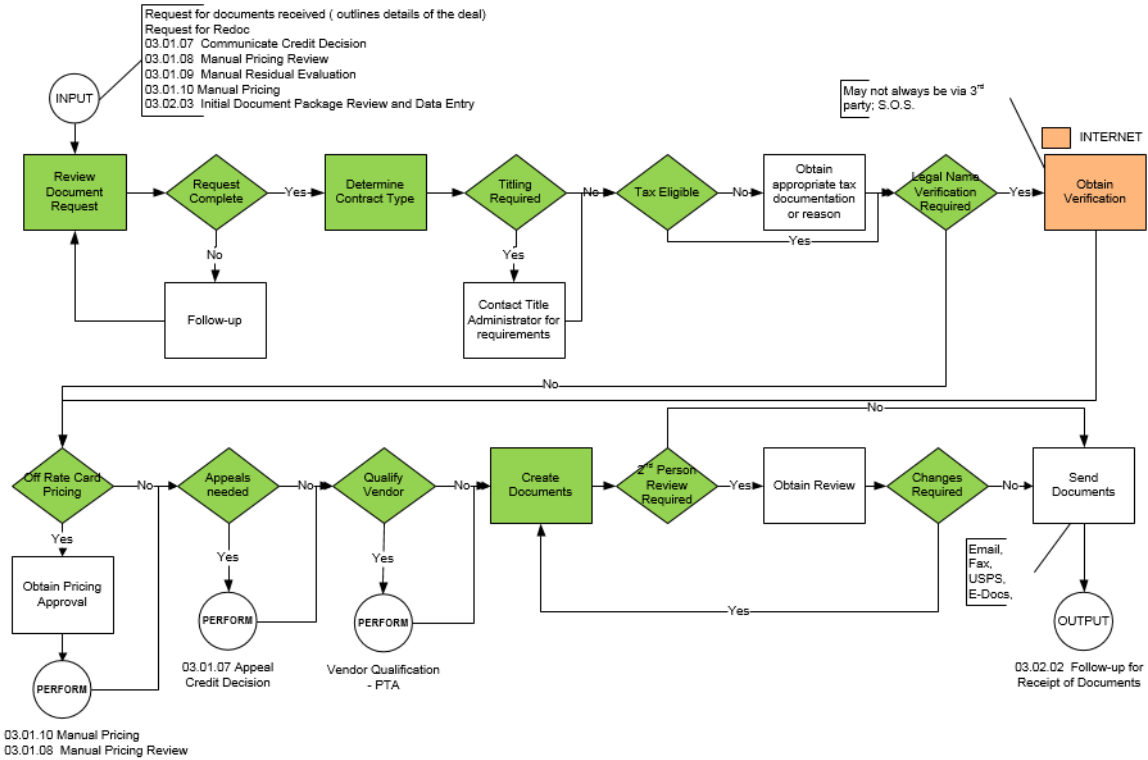 Request for documents received ( outlines details of the deal)
Request for Redoc
03.01.07 Communicate Credit Decision
03.01.08 Manual Pricing Review
03.01.09 Manual Residual Evaluation
03.01.10 Manual Pricing
03.02.03 Initial Document Package Review and Data Entry
INPUT
May not always be via 3rd
party; S.O.S.
INTERNET
Review
Document
Request
Request
Complete
Yes
Determine
Contract Type
Titling
Required
No
Tax Eligible
No
Obtain
appropriate tax
documentation
or reason
Legal Name
Verification
Required
Yes
Obtain
Verification
Yes
No
Yes
Follow-up
Contact Title
Administrator for
requirements
No
No
Off Rate Card
Pricing
No
Appeals
needed
No
Qualify
Vendor
No
Create
Documents
2nd Person
Review
Required
Yes
Obtain Review
Changes
Required
No
Send
Documents
Yes
Yes
Yes
Obtain Pricing
Approval
Email,
Fax,
USPS,
E-Docs,
Yes
PERFORM
PERFORM
OUTPUT
03.01.07 Appeal
Credit Decision
Vendor Qualification
- PTA
03.02.02 Follow-up for
Receipt of Documents
PERFORM
03.01.10 Manual Pricing
03.01.08 Manual Pricing Review